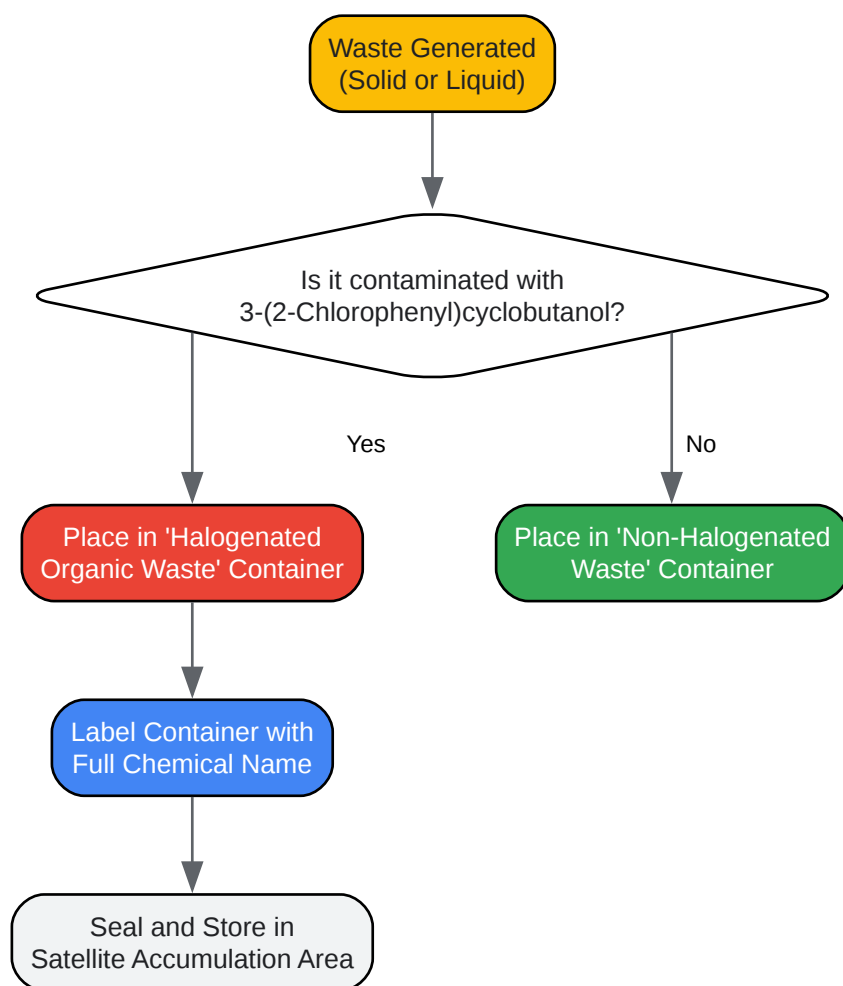 Waste Generated
(Solid or Liquid)
Is it contaminated with
3-(2-Chlorophenyl)cyclobutanol?
Yes
No
Place in 'Halogenated
Organic Waste' Container
Place in 'Non-Halogenated
Waste' Container
Label Container with
Full Chemical Name
Seal and Store in
Satellite Accumulation Area